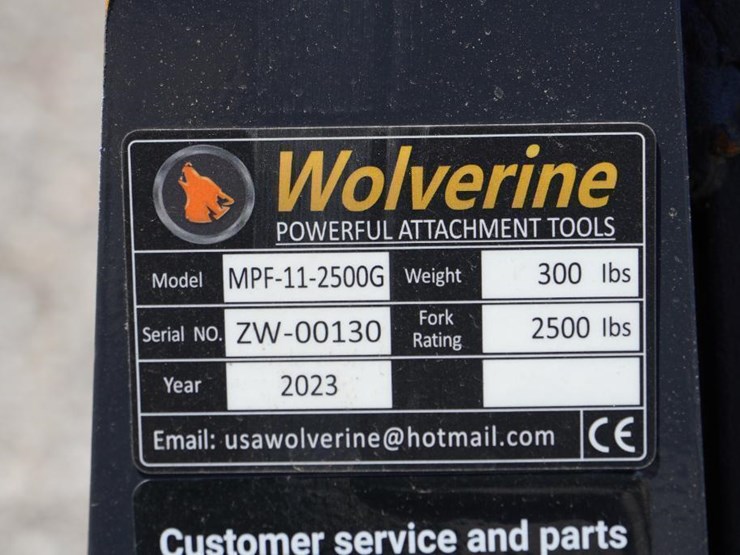 Wolverine
POWERFUL ATTACHMENT TOOLS
Model MPF-11-2500G Weight 300 lbs
Serial NO. ZW-00130 Fork Rating 2500 lbs
Year 2023
Email: usawolverine@hotmail.com CE
Customer service and parts